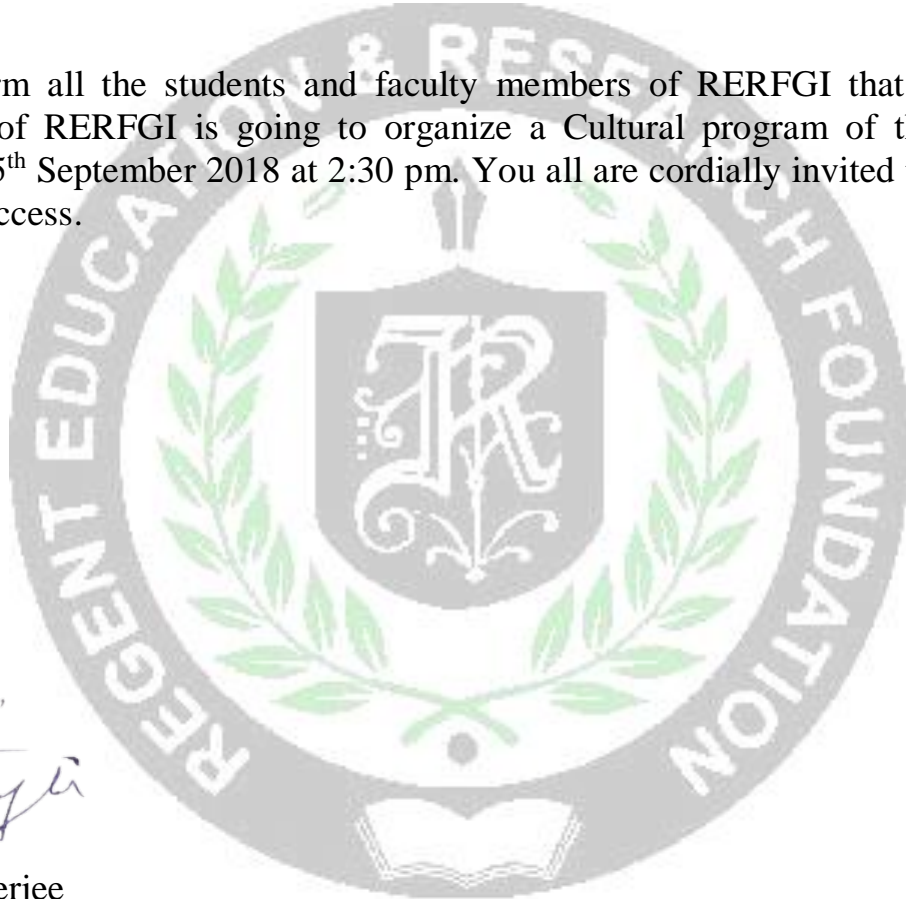 rm all the students and faculty members of RERFGI that
of RERFGI is going to organize a Cultural program of th
5th September 2018 at 2:30 pm. You all are cordially invited
ccess.
REGENT EDUCATION & RESEARCH FOUNDATION
R
erjee